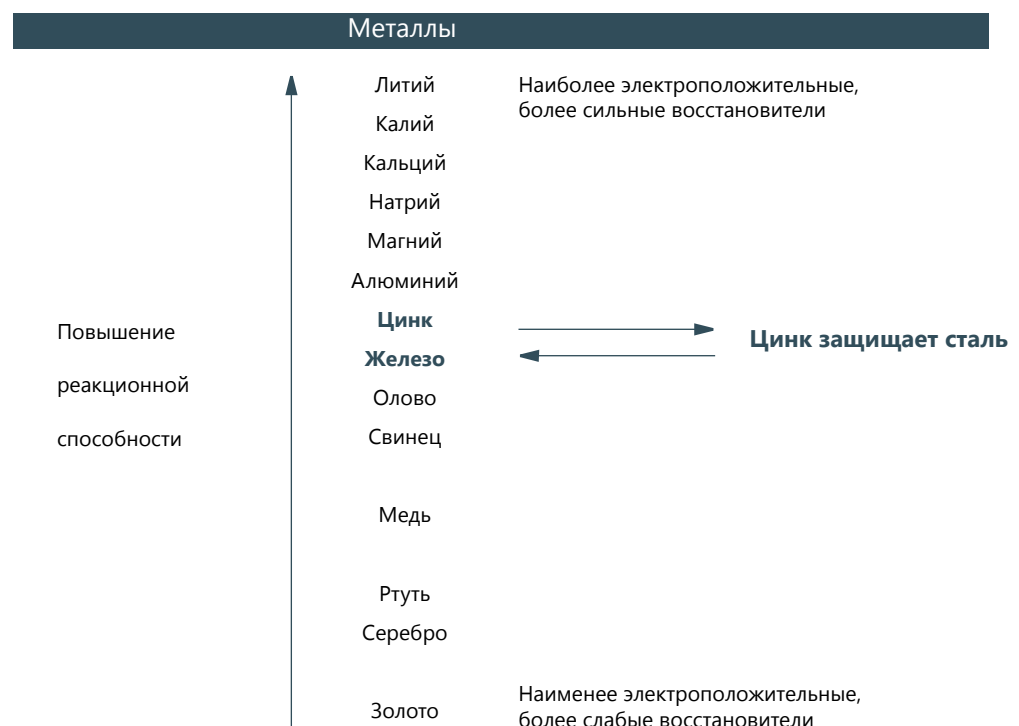 Металлы
Литий
Наиболее электроположительные,
более сильные восстановители
Калий
Кальций
Натрий
Магний
Алюминий
Цинк
Повышение
Цинк защищает сталь
Железо
реакционной
Олово
способности
Свинец
Медь
Ртуть
Серебро
Золото
Наименее электроположительные,
более слабые восстановители